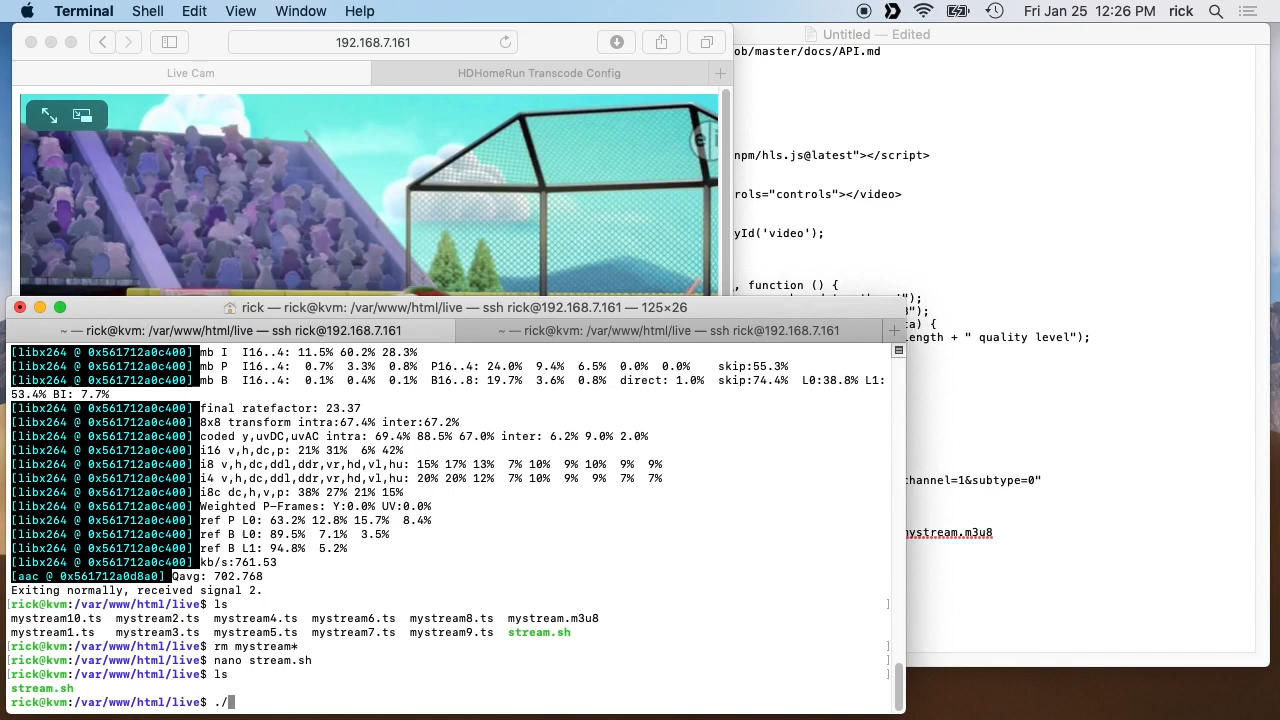 Terminal Shell Edit View Window Help Fri Jan 25 12:26 PM rick
192.168.7.161
Live Cam HDHomeRun Transcode Config
Untitled — Edited
ob/master/docs/API.md
npm/hls.js@latest"></script>
rols="controls"></video>
yId('video');
, function () {
ength + " quality level");
channel=1&subtype=0"
mystream.m3u8
rick — rick@kvm: /var/www/html/live — ssh rick@192.168.7.161 — 125×26
~ — rick@kvm: /var/www/html/live — ssh rick@192.168.7.161 ~ — rick@kvm: /var/www/html/live — ssh rick@192.168.7.161
[libx264 @ 0x561712a0c400] mb I I16..4: 11.5% 60.2% 28.3%
[libx264 @ 0x561712a0c400] mb P I16..4: 0.7% 3.3% 0.8% P16..4: 24.0% 9.4% 6.5% 0.0% 0.0% skip:55.3%
[libx264 @ 0x561712a0c400] mb B I16..4: 0.1% 0.4% 0.1% B16..8: 19.7% 3.6% 0.8% direct: 1.0% skip:74.4% L0:38.8% L1:
53.4% BI: 7.7%
[libx264 @ 0x561712a0c400] final ratefactor: 23.37
[libx264 @ 0x561712a0c400] 8x8 transform intra:67.4% inter:67.2%
[libx264 @ 0x561712a0c400] coded y,uvDC,uvAC intra: 69.4% 88.5% 67.0% inter: 6.2% 9.0% 2.0%
[libx264 @ 0x561712a0c400] i16 v,h,dc,p: 21% 31% 6% 42%
[libx264 @ 0x561712a0c400] i8 v,h,dc,ddl,ddr,vr,hd,vl,hu: 15% 17% 13% 7% 10% 9% 10% 9% 9%
[libx264 @ 0x561712a0c400] i4 v,h,dc,ddl,ddr,vr,hd,vl,hu: 20% 20% 12% 7% 10% 9% 9% 7% 7%
[libx264 @ 0x561712a0c400] i8c dc,h,v,p: 38% 27% 21% 15%
[libx264 @ 0x561712a0c400] Weighted P-Frames: Y:0.0% UV:0.0%
[libx264 @ 0x561712a0c400] ref P L0: 63.2% 12.8% 15.7% 8.4%
[libx264 @ 0x561712a0c400] ref B L0: 89.5% 7.1% 3.5%
[libx264 @ 0x561712a0c400] ref B L1: 94.8% 5.2%
[libx264 @ 0x561712a0c400] kb/s:761.53
[aac @ 0x561712a0d8a0] Qavg: 702.768
Exiting normally, received signal 2.
[rick@kvm:/var/www/html/live$ ls ]
mystream10.ts mystream2.ts mystream4.ts mystream6.ts mystream8.ts mystream.m3u8
mystream1.ts mystream3.ts mystream5.ts mystream7.ts mystream9.ts stream.sh
[rick@kvm:/var/www/html/live$ rm mystream* ]
[rick@kvm:/var/www/html/live$ nano stream.sh ]
[rick@kvm:/var/www/html/live$ ls ]
stream.sh
rick@kvm:/var/www/html/live$ ./